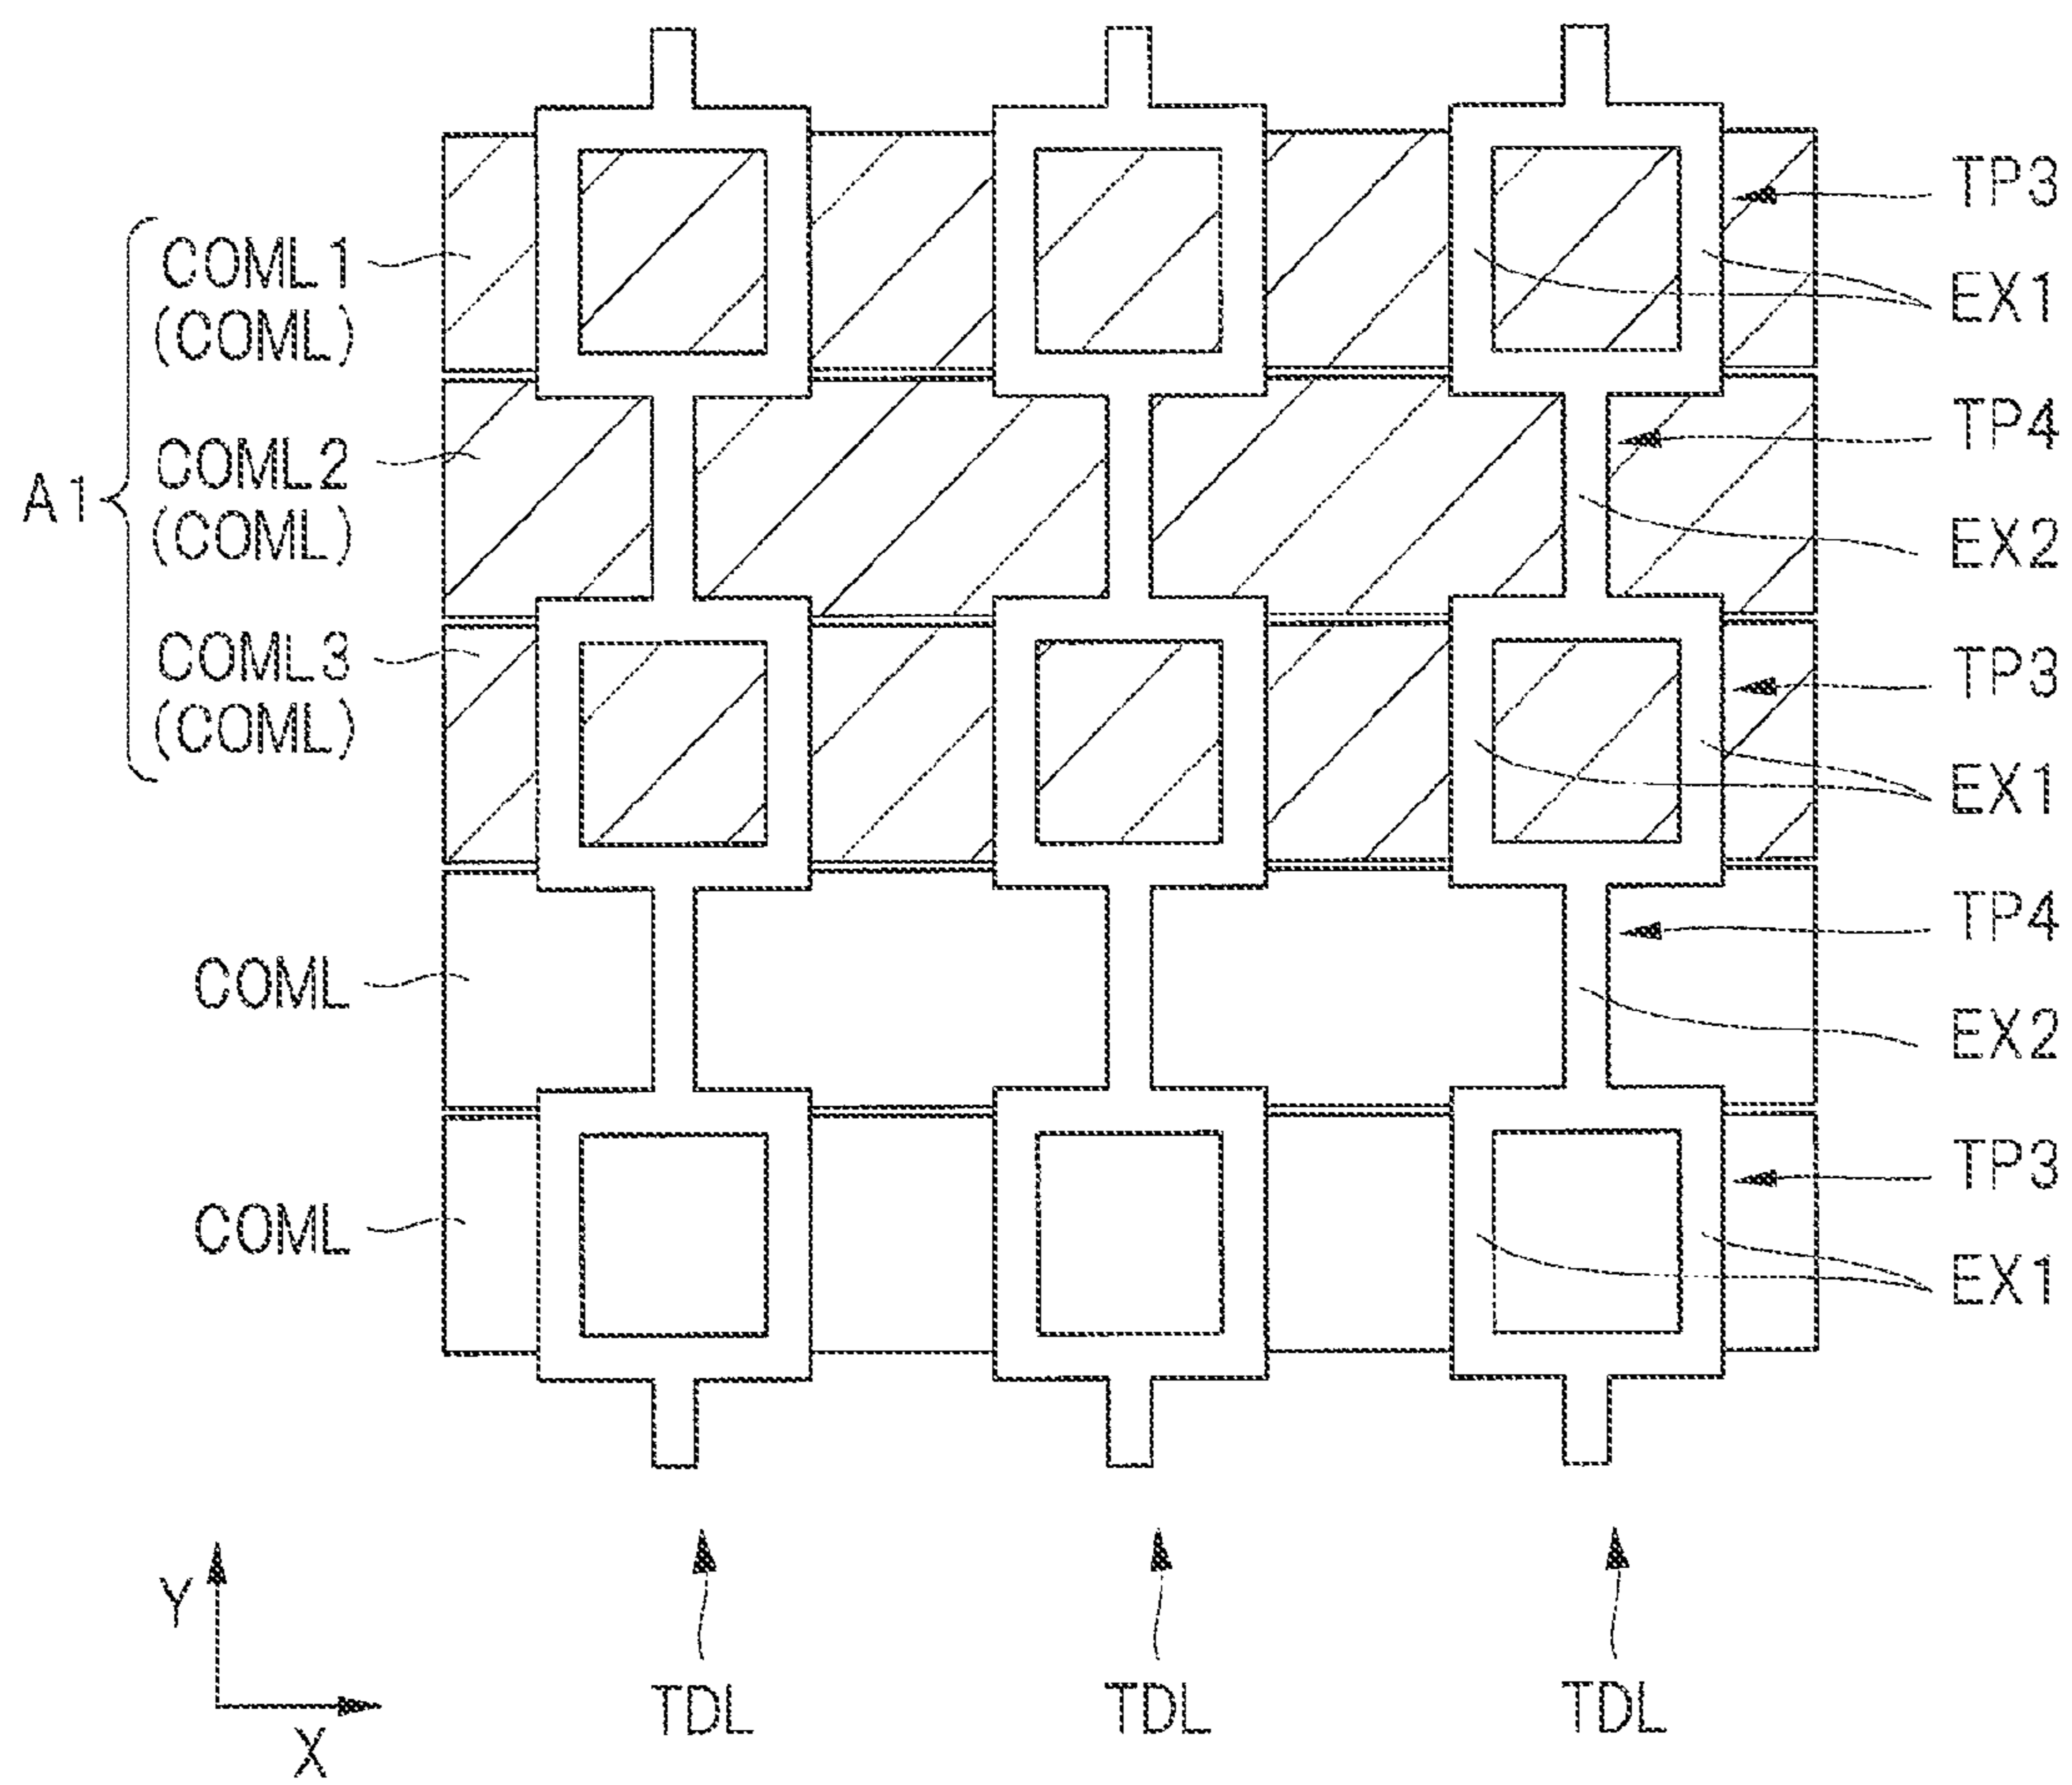 TP3
COML1
(COML)
EX1
TP4
A1
COML2
(COML)
EX2
COML3
(COML)
TP3
EX1
TP4
COML
EX2
TP3
COML
EX1
Y
X
TDL
TDL
TDL